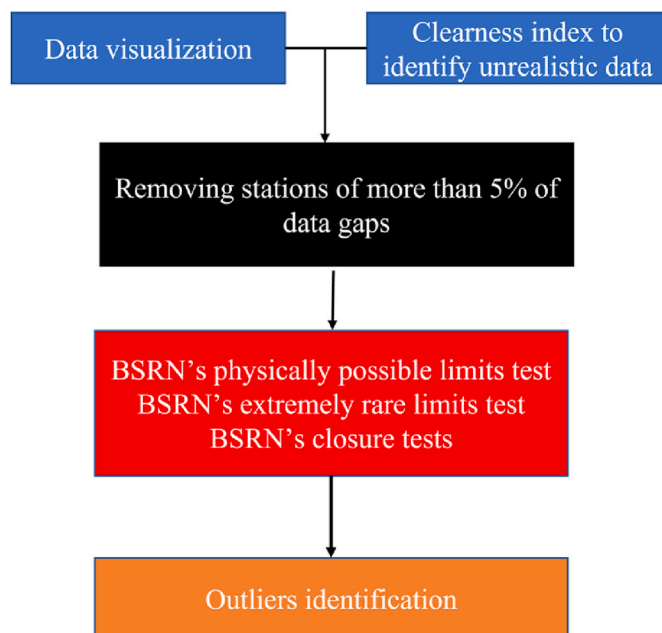 Data visualization
Clearness index to
identify unrealistic data
Removing stations of more than 5% of
data gaps
BSRN's physically possible limits test
BSRN's extremely rare limits test
BSRN's closure tests
Outliers identification